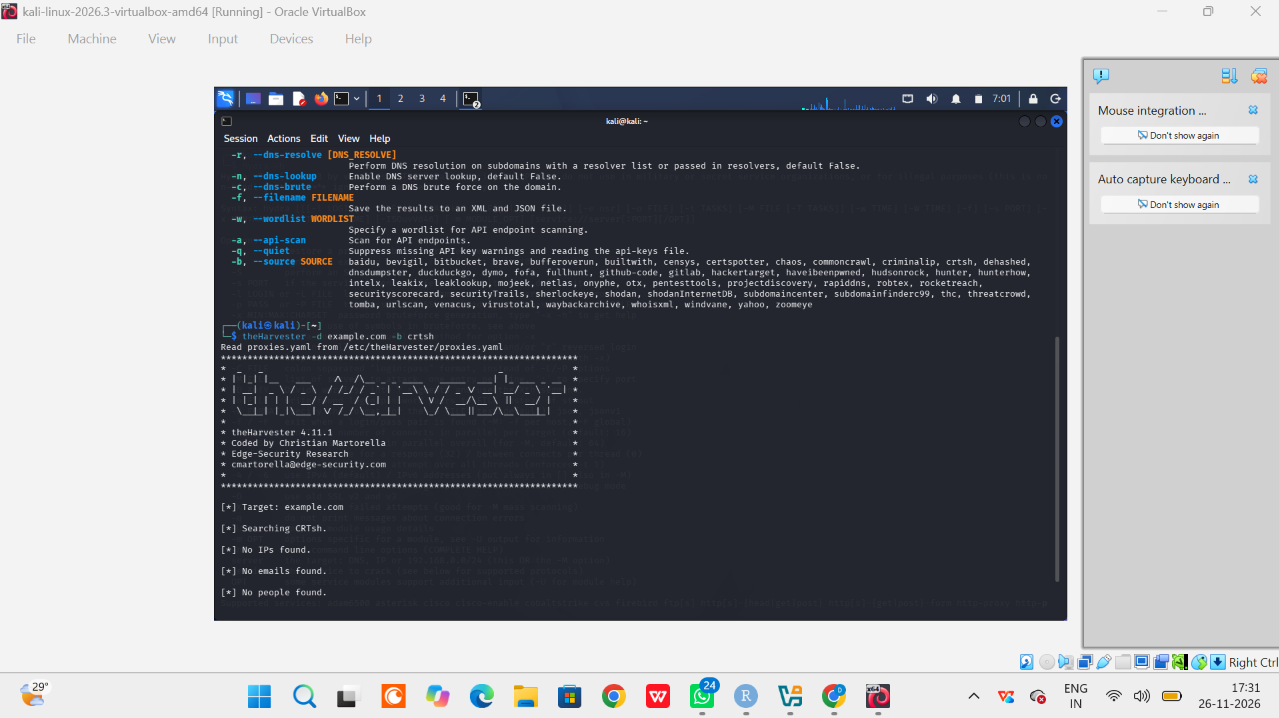 kali-linux-2026.3-virtualbox-amd64 [Running] - Oracle VirtualBox
File Machine View Input Devices Help
1 2 3 4 2 7:01
kali@kali: ~
Session Actions Edit View Help
-r, --dns-resolve [DNS_RESOLVE]
Perform DNS resolution on subdomains with a resolver list or passed in resolvers, default False.
-n, --dns-lookup Enable DNS server lookup, default False.
-c, --dns-brute Perform a DNS brute force on the domain.
-f, --filename FILENAME
Save the results to an XML and JSON file.
-w, --wordlist WORDLIST
Specify a wordlist for API endpoint scanning.
-a, --api-scan Scan for API endpoints.
-q, --quiet Suppress missing API key warnings and reading the api-keys file.
-b, --source SOURCE baidu, bevigil, bitbucket, brave, bufferoverun, builtwith, censys, certspotter, chaos, commoncrawl, criminalip, crtsh, dehashed,
dnsdumpster, duckduckgo, dymo, fofa, fullhunt, github-code, gitlab, hackertarget, haveibeenpwned, hudsonrock, hunter, hunterhow,
intelx, leakix, leaklookup, mojeek, netlas, onyphe, otx, pentesttools, projectdiscovery, rapiddns, robtex, rocketreach,
securityscorecard, securityTrails, sherlockeye, shodan, shodanInternetDB, subdomaincenter, subdomainfinderc99, thc, threatcrowd,
tomba, urlscan, venacus, virustotal, waybackarchive, whoisxml, windvane, yahoo, zoomeye
┌──(kali㉿kali)-[~]
└─$ theHarvester -d example.com -b crtsh
Read proxies.yaml from /etc/theHarvester/proxies.yaml
*******************************************************************
theHarvester
* theHarvester 4.11.1 *
* Coded by Christian Martorella *
* Edge-Security Research *
* cmartorella@edge-security.com *
* *
*******************************************************************
[*] Target: example.com
[*] Searching CRTsh.
[*] No IPs found.
[*] No emails found.
[*] No people found.
Mouse integration ...
Don't show again
Auto capture keyboard ...
Don't show again
Right Ctrl
29°
24
ENG
IN
17:31
26-11-2026